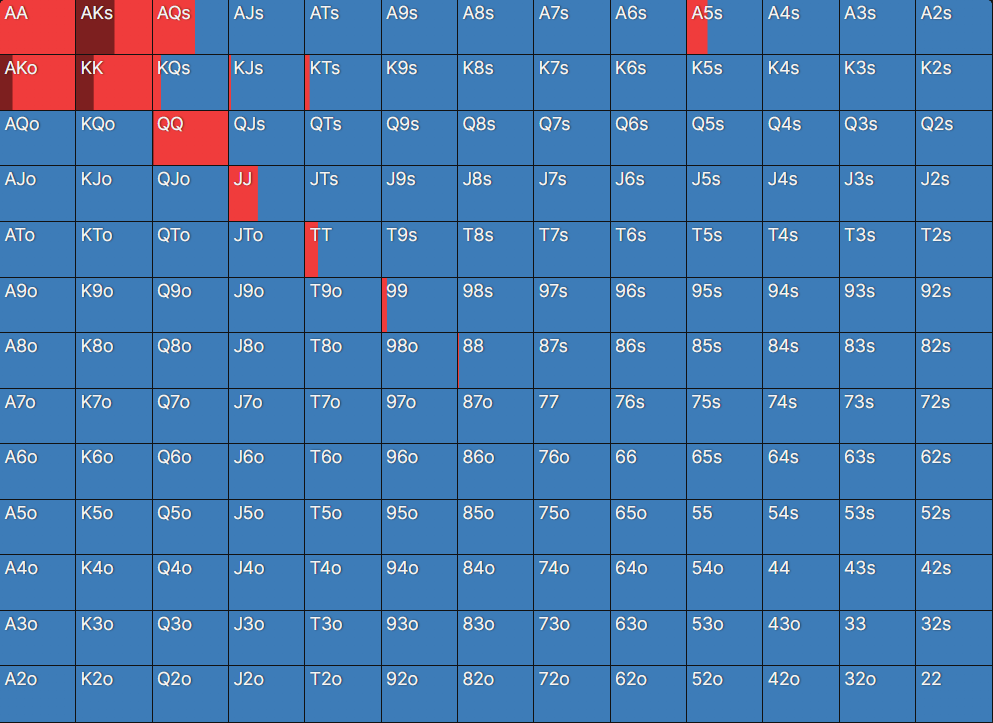 AA AKs AQs AJs ATs A9s A8s A7s A6s A5s A4s A3s A2s
AKo KK KQs KJs KTs K9s K8s K7s K6s K5s K4s K3s K2s
AQo KQo QQ QJs QTs Q9s Q8s Q7s Q6s Q5s Q4s Q3s Q2s
AJo KJo QJo JJ JTs J9s J8s J7s J6s J5s J4s J3s J2s
ATo KTo QTo JTo TT T9s T8s T7s T6s T5s T4s T3s T2s
A9o K9o Q9o J9o T9o 99 98s 97s 96s 95s 94s 93s 92s
A8o K8o Q8o J8o T8o 98o 88 87s 86s 85s 84s 83s 82s
A7o K7o Q7o J7o T7o 97o 87o 77 76s 75s 74s 73s 72s
A6o K6o Q6o J6o T6o 96o 86o 76o 66 65s 64s 63s 62s
A5o K5o Q5o J5o T5o 95o 85o 75o 65o 55 54s 53s 52s
A4o K4o Q4o J4o T4o 94o 84o 74o 64o 54o 44 43s 42s
A3o K3o Q3o J3o T3o 93o 83o 73o 63o 53o 43o 33 32s
A2o K2o Q2o J2o T2o 92o 82o 72o 62o 52o 42o 32o 22